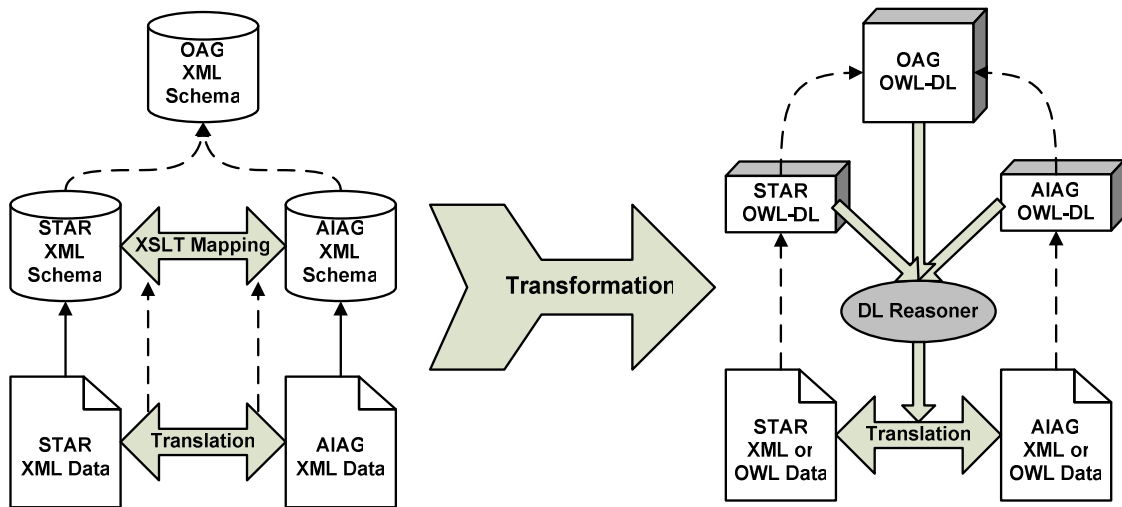 OAG
XML
Schema
STAR
XML
Schema
XSLT Mapping
AIAG
XML
Schema
STAR
XML Data
Translation
AIAG
XML Data
Transformation
OAG
OWL-DL
STAR
OWL-DL
AIAG
OWL-DL
DL Reasoner
STAR
XML or
OWL Data
Translation
AIAG
XML or
OWL Data